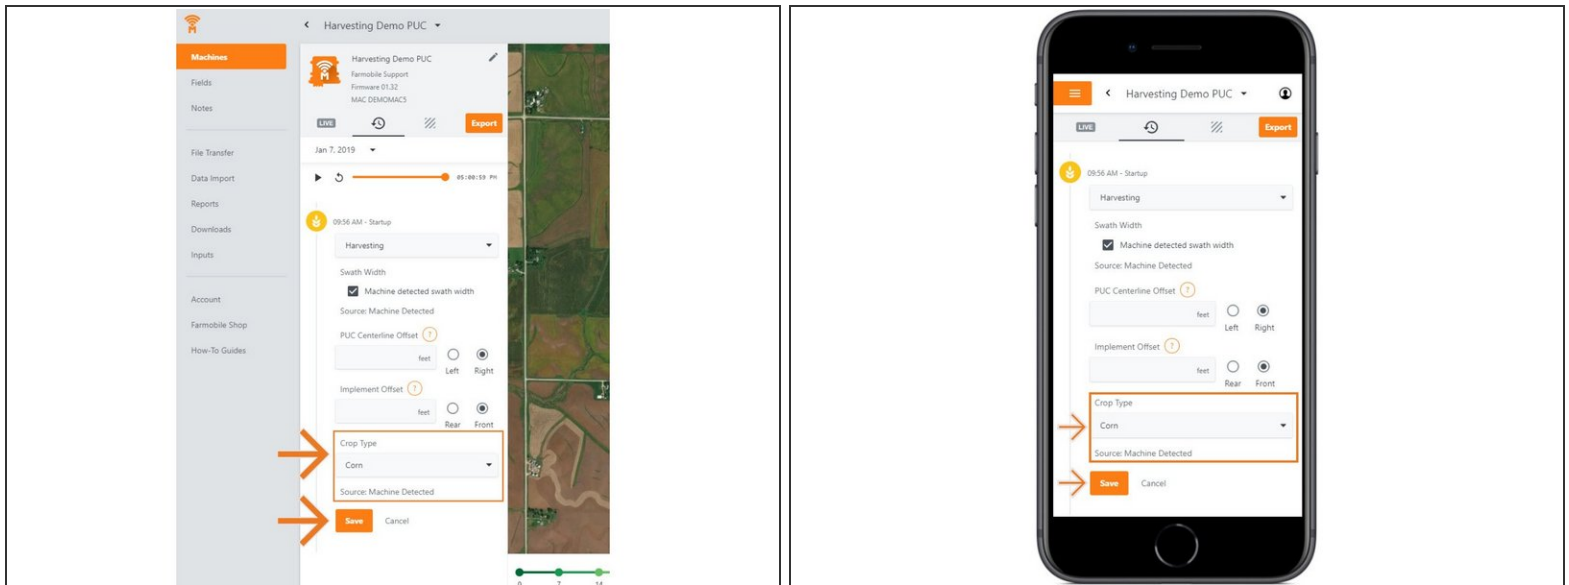 Harvesting Demo PUC
Machines
Fields
Notes
File Transfer
Data Import
Reports
Downloads
Inputs
Account
Farmobile Shop
How-To Guides
Harvesting Demo PUC
Farmobile Support
Firmware 01.32
MAC DEMOMAC5
LIVE
Export
Jan 7, 2019
05:00:59 PM
09:56 AM - Startup
Harvesting
Swath Width
Machine detected swath width
Source: Machine Detected
PUC Centerline Offset ?
feet
Left Right
Implement Offset ?
feet
Rear Front
Crop Type
Corn
Source: Machine Detected
Save Cancel
0 7 14
Harvesting Demo PUC
LIVE
Export
09:56 AM - Startup
Harvesting
Swath Width
Machine detected swath width
Source: Machine Detected
PUC Centerline Offset ?
feet
Left Right
Implement Offset ?
feet
Rear Front
Crop Type
Corn
Source: Machine Detected
Save Cancel